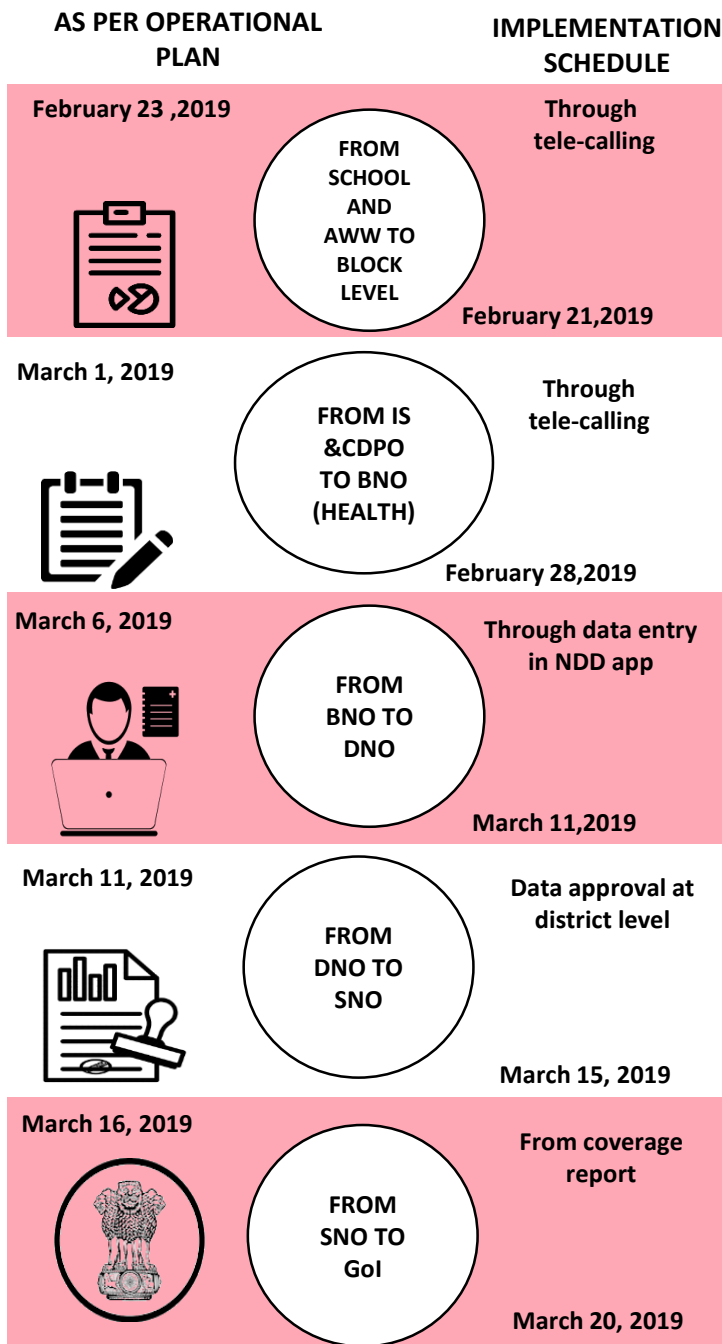 AS PER OPERATIONAL
PLAN
IMPLEMENTATION
SCHEDULE
February 23 ,2019
FROM
SCHOOL
AND
AWW TO
BLOCK
LEVEL
Through
tele-calling
February 21,2019
March 1, 2019
FROM IS
&CDPO
TO BNO
(HEALTH)
Through
tele-calling
February 28,2019
March 6, 2019
FROM
BNO TO
DNO
Through data entry
in NDD app
March 11,2019
March 11, 2019
FROM
DNO TO
SNO
Data approval at
district level
March 15, 2019
March 16, 2019
FROM
SNO TO
GoI
From coverage
report
March 20, 2019